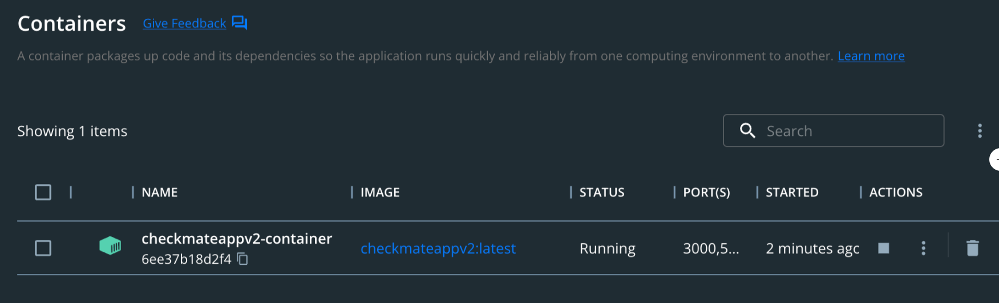 Containers Give Feedback
A container packages up code and its dependencies so the application runs quickly and reliably from one computing environment to another. Learn more
Showing 1 items
Search
NAME IMAGE STATUS PORT(S) STARTED ACTIONS
checkmateappv2-container
6ee37b18d2f4
checkmateappv2:latest Running 3000,5... 2 minutes ago